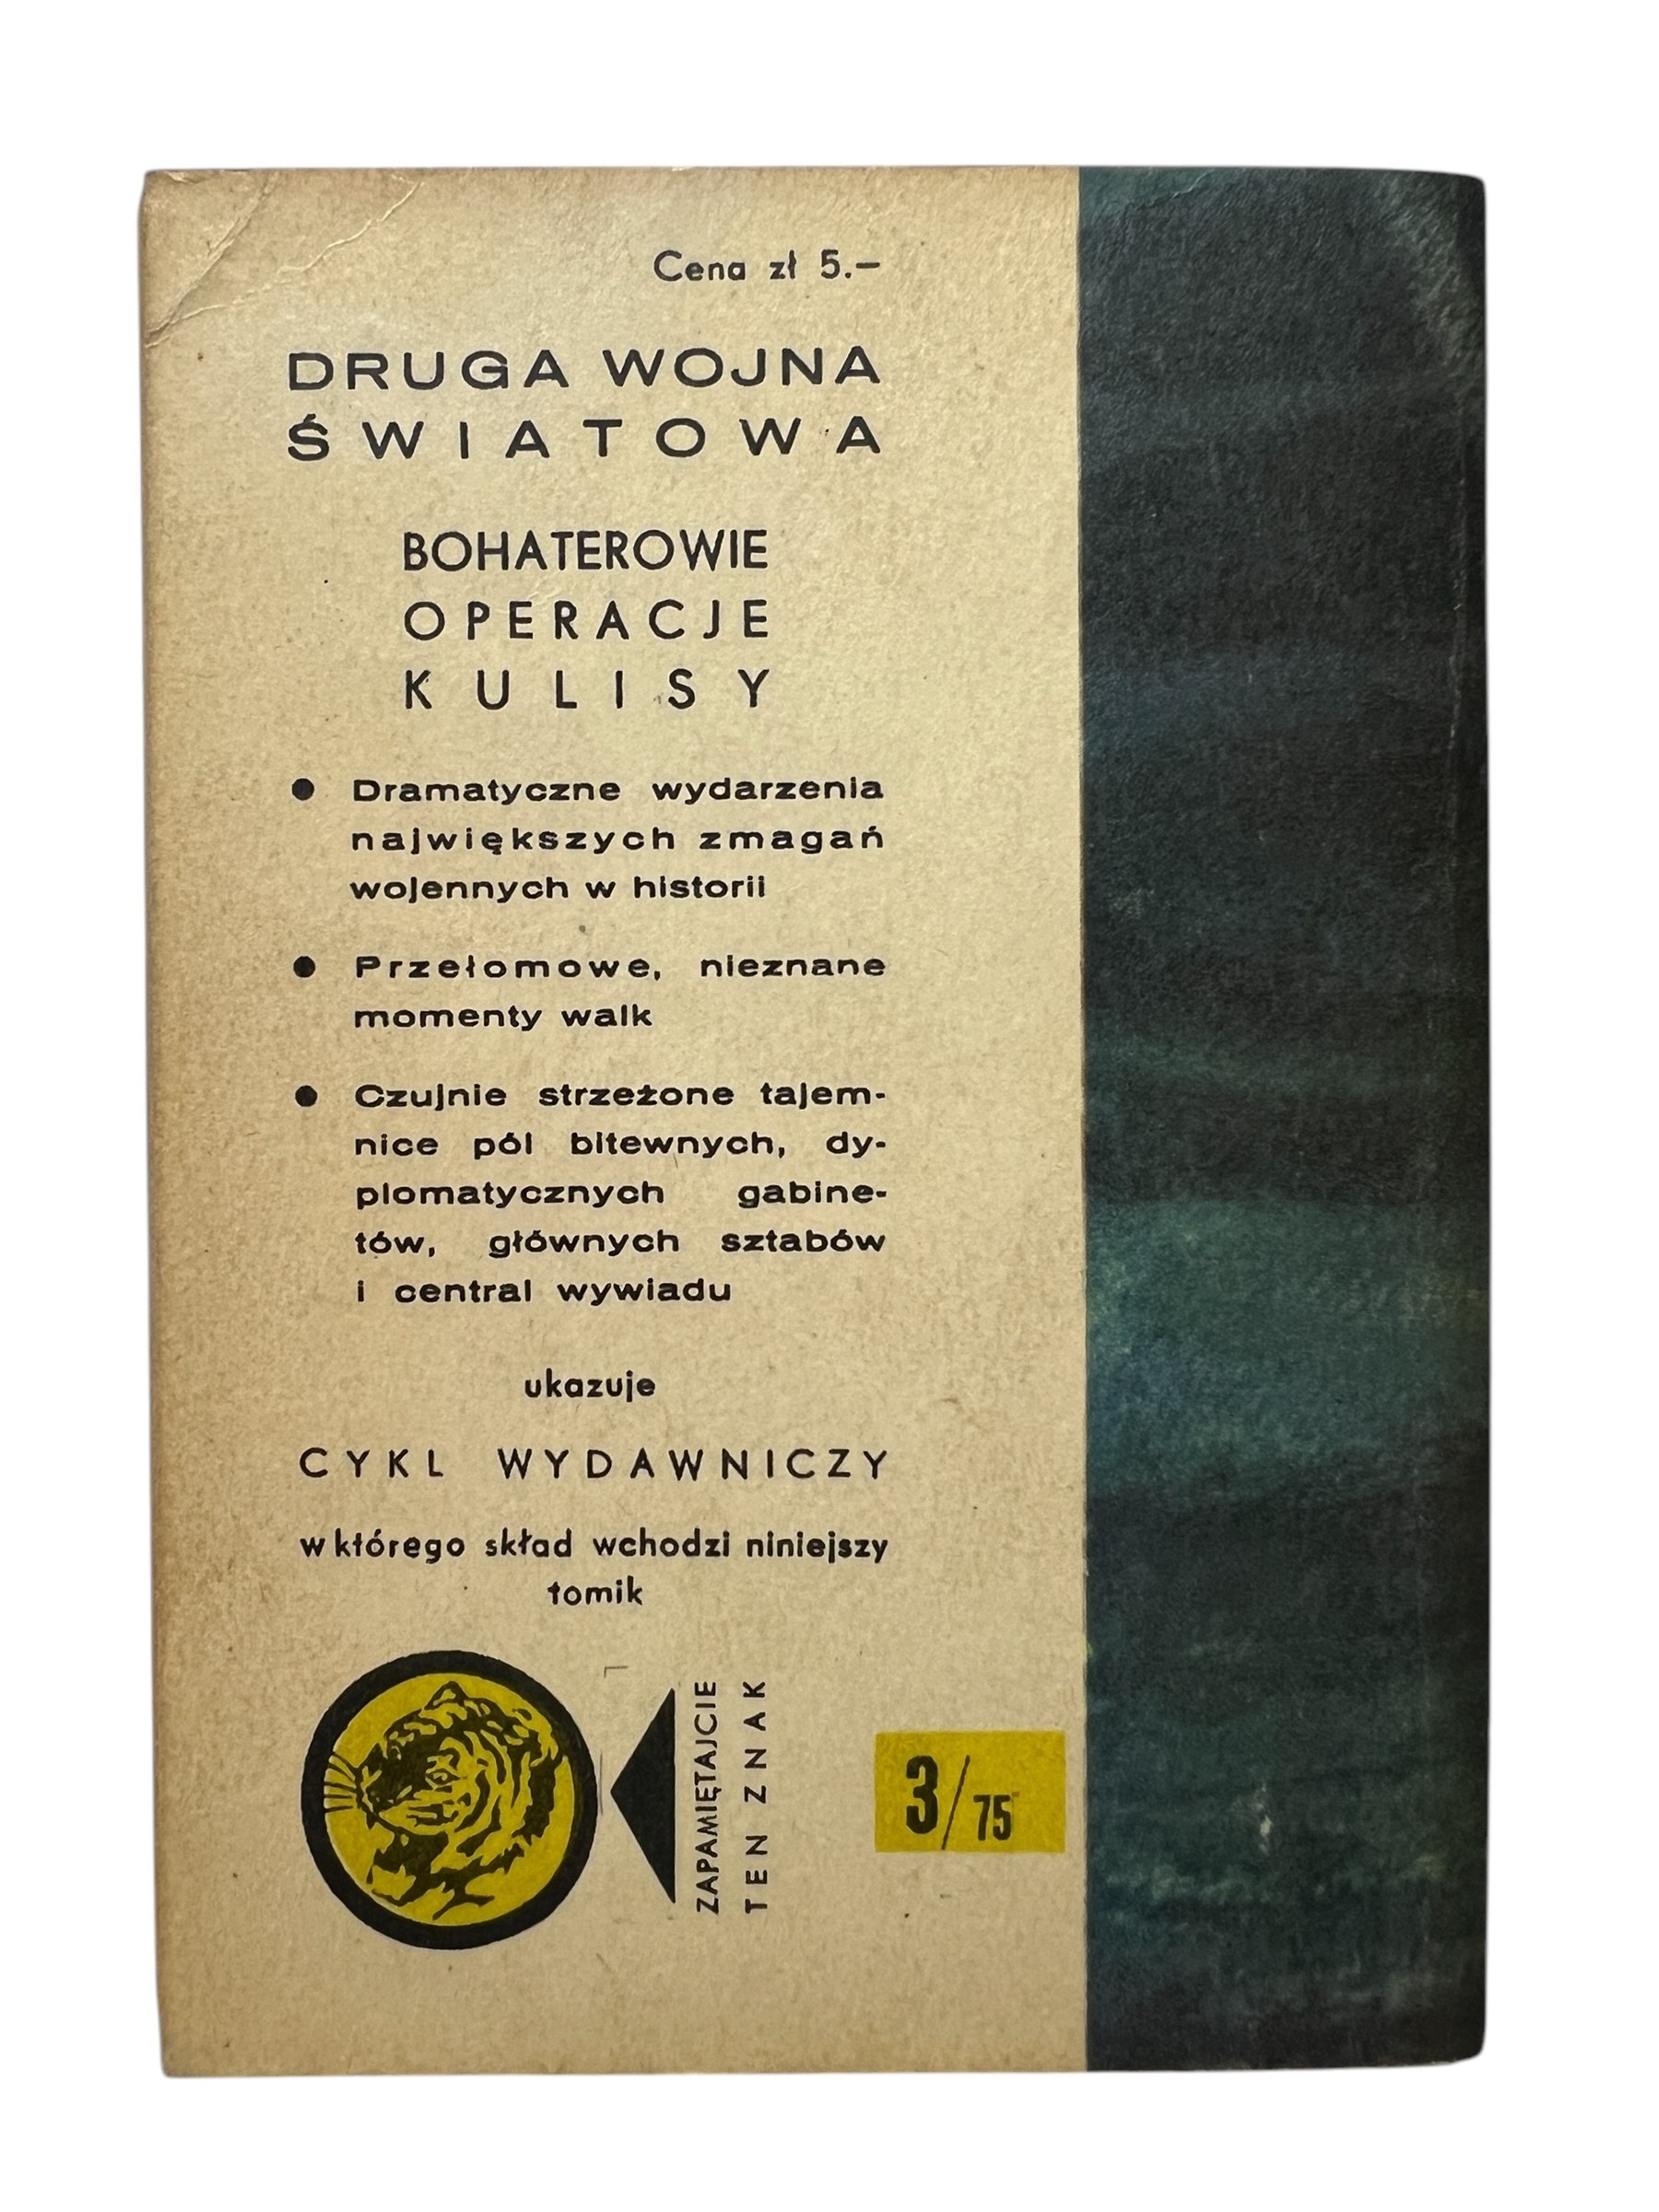 Cena zł 5.–
DRUGA WOJNA
ŚWIATOWA
BOHATEROWIE
OPERACJE
KULISY
● Dramatyczne wydarzenia
największych zmagań
wojennych w historii
● Przełomowe, nieznane
momenty walk
● Czujnie strzeżone tajem-
nice pól bitewnych, dy-
plomatycznych gabine-
tów, głównych sztabów
i central wywiadu
ukazuje
CYKL WYDAWNICZY
w którego skład wchodzi niniejszy
tomik
ZAPAMIĘTAJCIE
TEN ZNAK
3/75